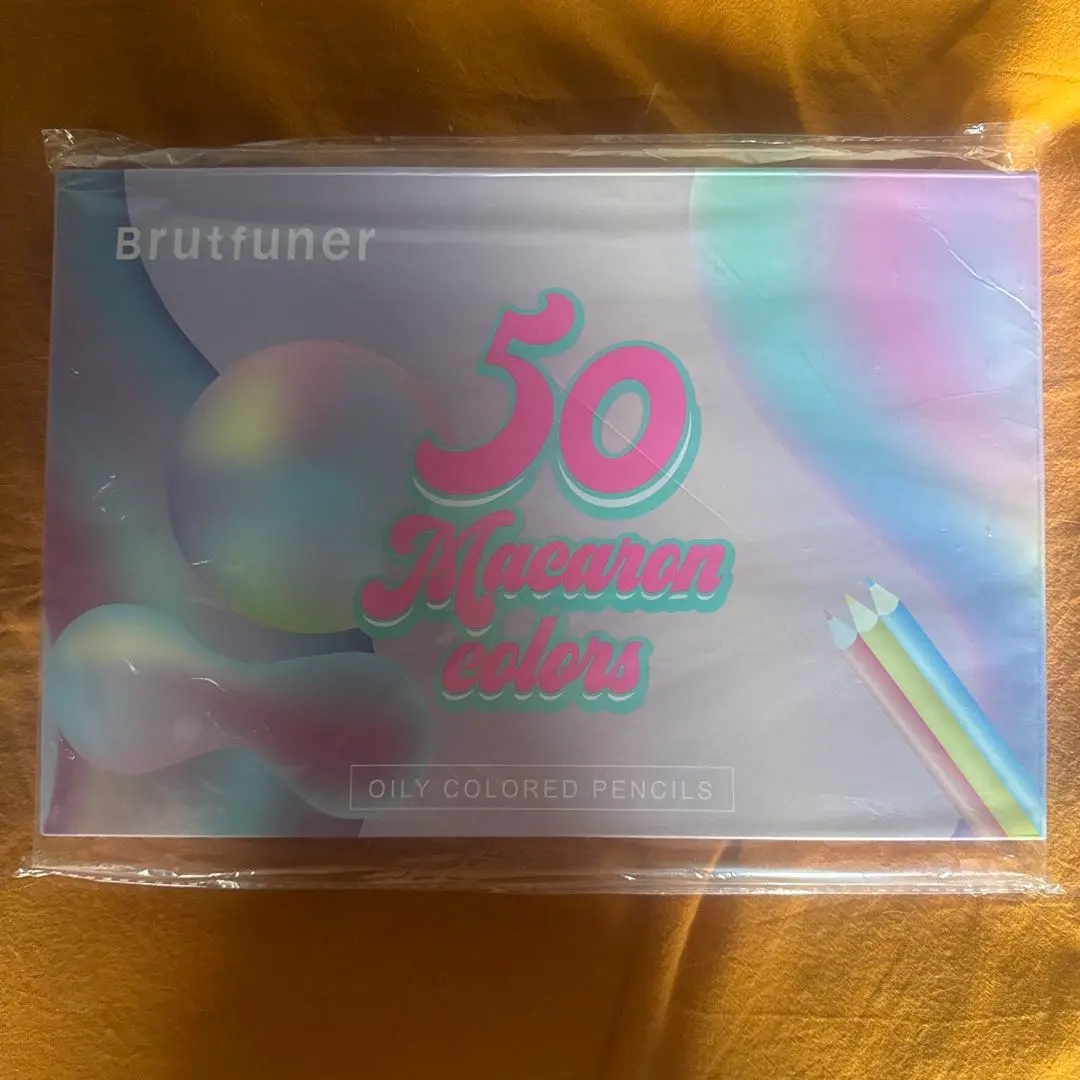 Brutfuner
50
Macaron
colors
OILY COLORED PENCILS